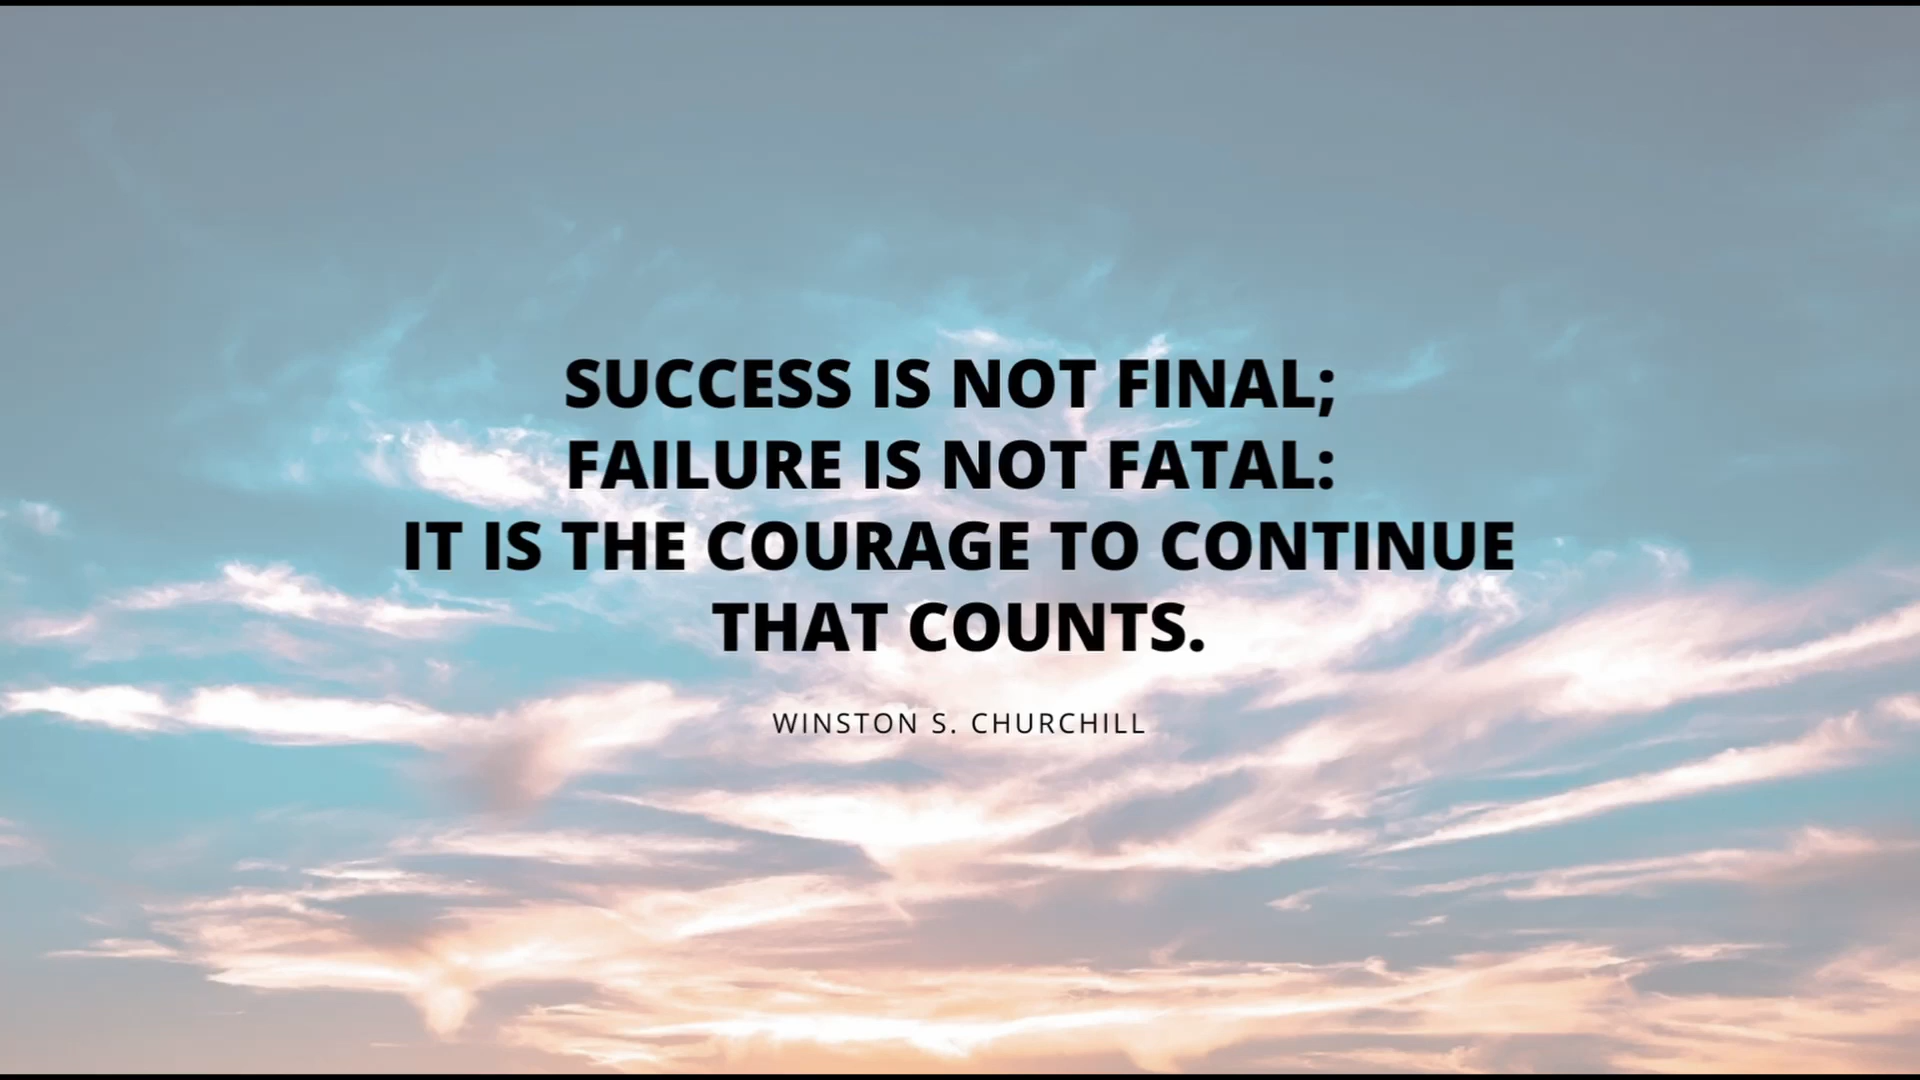 SUCCESS IS NOT FINAL;
FAILURE IS NOT FATAL:
IT IS THE COURAGE TO CONTINUE
THAT COUNTS.
WINSTON S. CHURCHILL